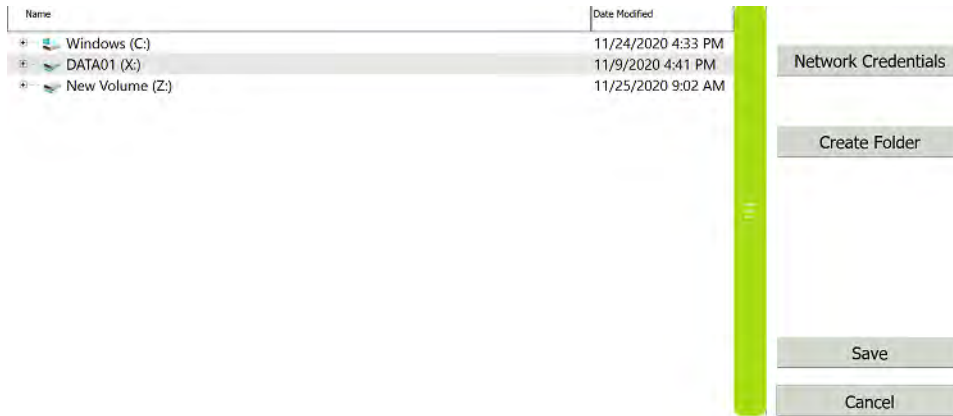 Name Date Modified
Windows (C:) 11/24/2020 4:33 PM
DATA01 (X:) 11/9/2020 4:41 PM
New Volume (Z:) 11/25/2020 9:02 AM
Network Credentials
Create Folder
Save
Cancel